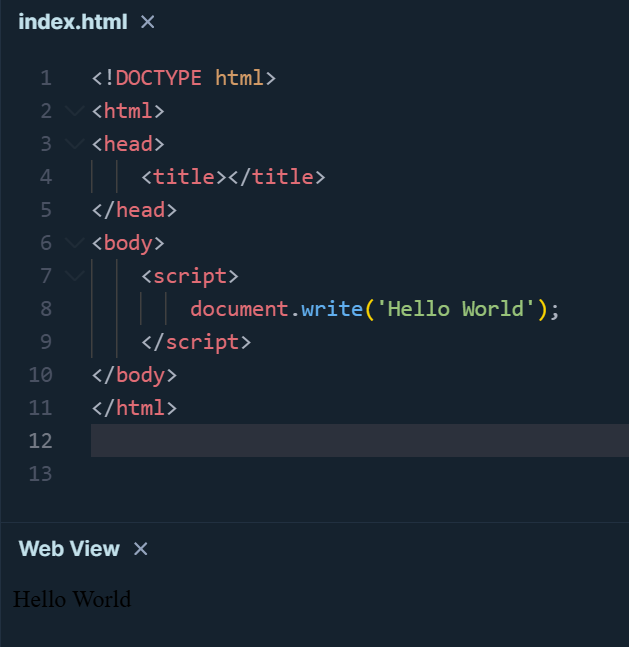 index.html ×
1 <!DOCTYPE html>
2 <html>
3 <head>
4     <title></title>
5 </head>
6 <body>
7     <script>
8         document.write('Hello World');
9     </script>
10 </body>
11 </html>
12
13
Web View ×
Hello World